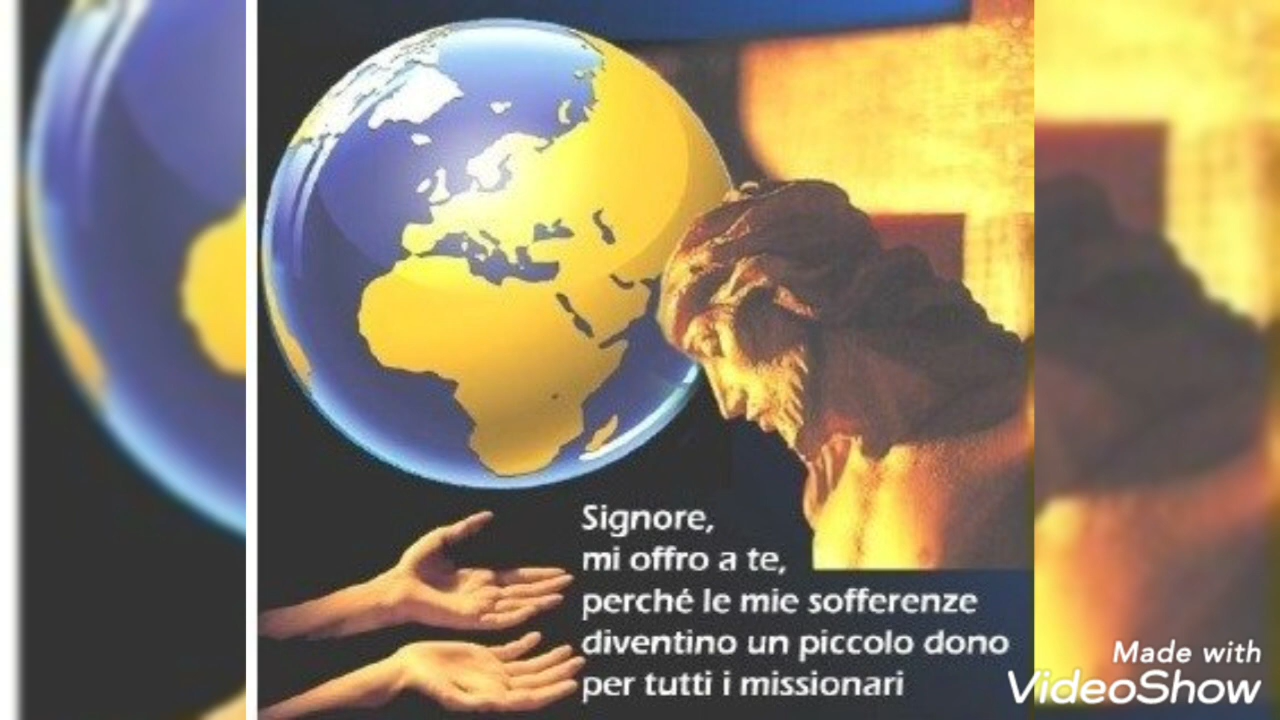 Signore,
mi offro a te,
perché le mie sofferenze
diventino un piccolo dono
per tutti i missionari
Made with
VideoShow